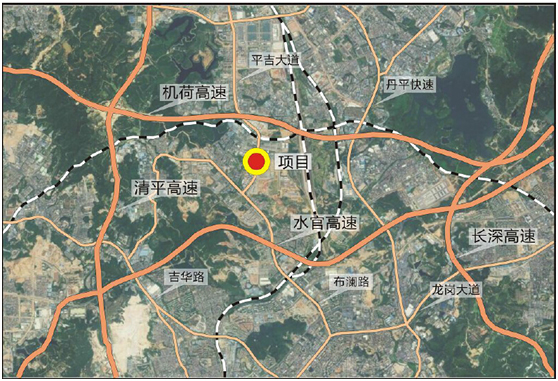 平吉大道
丹平快速
机荷高速
项目
清平高速
水官高速
长深高速
吉华路
布澜路
龙岗大道